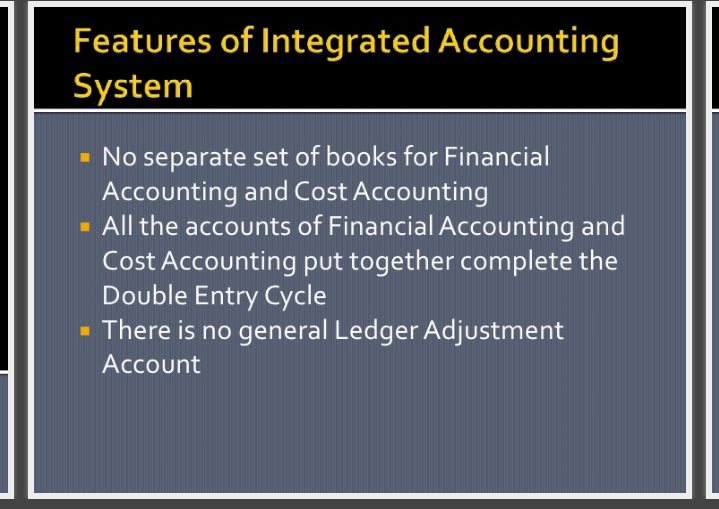 Features of Integrated Accounting
System
No separate set of books for Financial
Accounting and Cost Accounting
All the accounts of Financial Accounting and
Cost Accounting put together complete the
Double Entry Cycle
There is no general Ledger Adjustment
Account